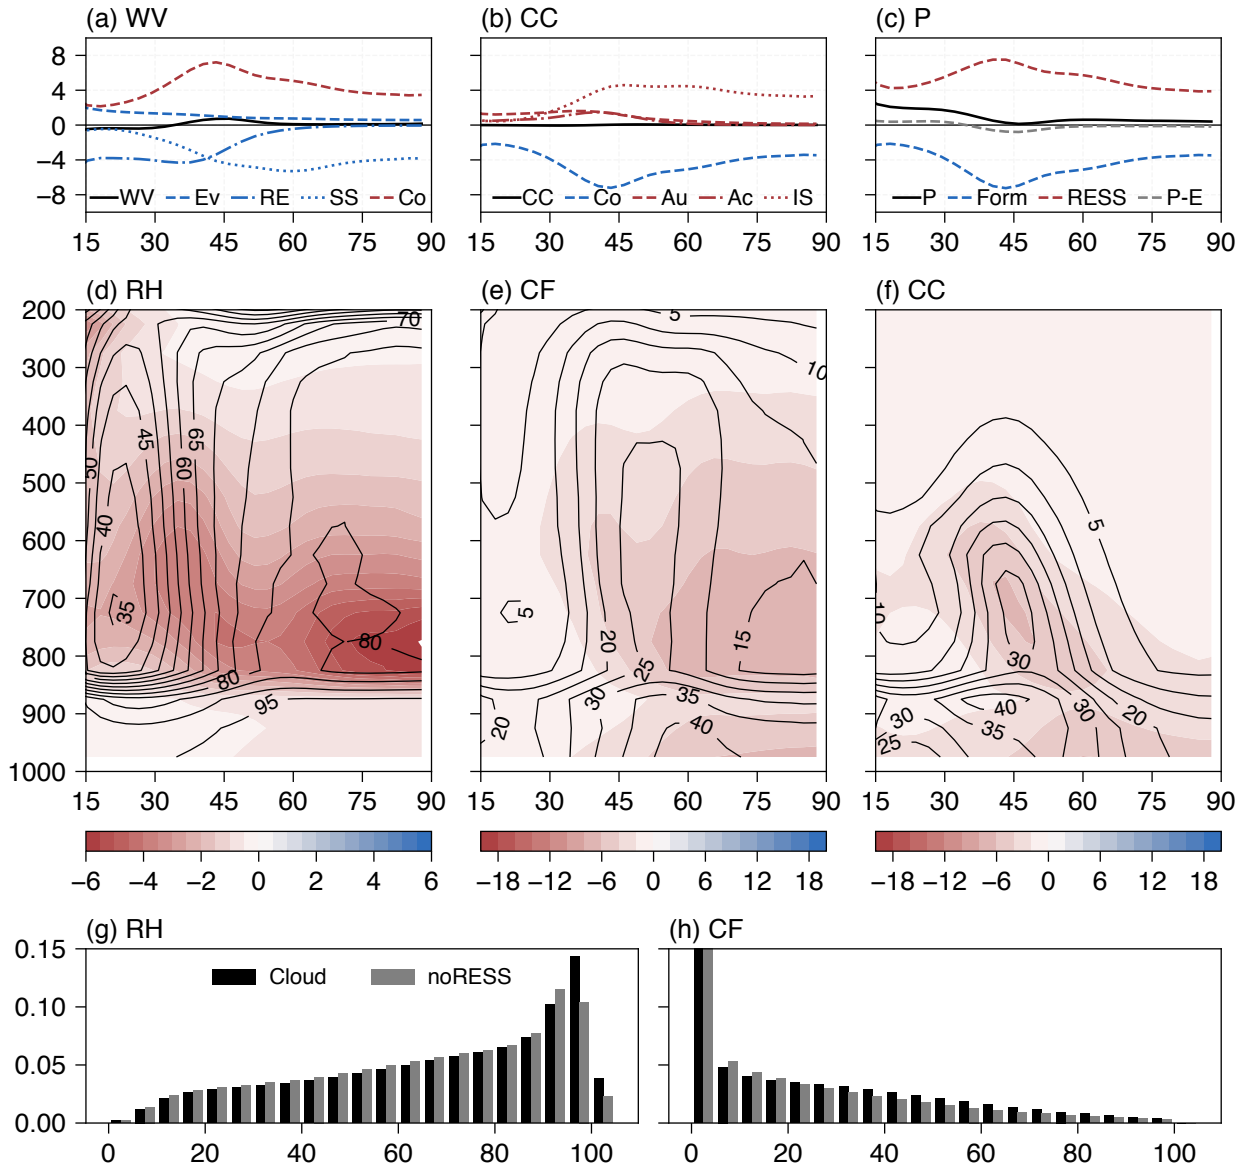 (a) WV (b) CC (c) P
8
4
0
−4
−8
WV Ev RE SS Co
CC Co Au Ac IS
P Form RESS P-E
15 30 45 60 75 90
15 30 45 60 75 90
15 30 45 60 75 90
(d) RH (e) CF (f) CC
200
300
400
500
600
700
800
900
1000
70
45
65
50
60
40
35
80
80
95
5
10
5
20
25
15
30
35
20
40
5
10
30
40
30
30
35
20
25
15 30 45 60 75 90
15 30 45 60 75 90
15 30 45 60 75 90
−6 −4 −2 0 2 4 6
−18 −12 −6 0 6 12 18
−18 −12 −6 0 6 12 18
(g) RH (h) CF
0.15
0.10
0.05
0.00
Cloud noRESS
0 20 40 60 80 100
0 20 40 60 80 100